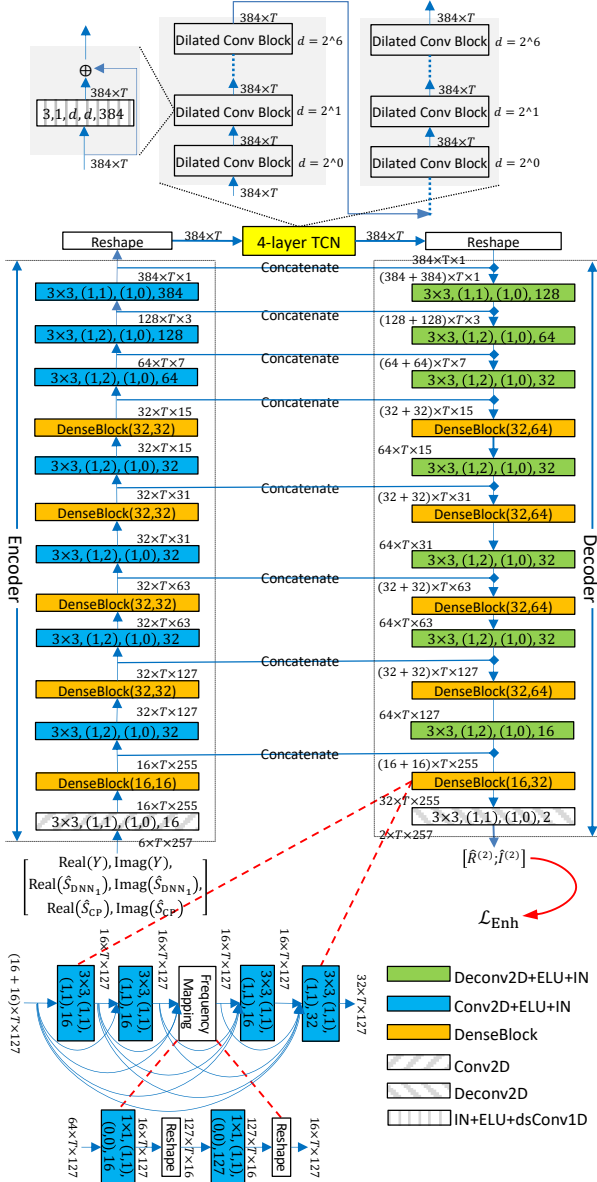 384×T
Dilated Conv Block d = 2^6
Dilated Conv Block d = 2^6
384×T
384×T
⊕
384×T
3,1,d,d,384
384×T
384×T
Dilated Conv Block d = 2^1
384×T
Dilated Conv Block d = 2^1
384×T
Dilated Conv Block d = 2^0
384×T
Dilated Conv Block d = 2^0
384×T
Reshape
384×T
4-layer TCN
384×T
Reshape
Encoder
384×T×1
3×3, (1,1), (1,0), 384
128×T×3
3×3, (1,2), (1,0), 128
64×T×7
3×3, (1,2), (1,0), 64
32×T×15
DenseBlock(32,32)
32×T×15
3×3, (1,2), (1,0), 32
32×T×31
DenseBlock(32,32)
32×T×31
3×3, (1,2), (1,0), 32
32×T×63
DenseBlock(32,32)
32×T×63
3×3, (1,2), (1,0), 32
32×T×127
DenseBlock(32,32)
32×T×127
3×3, (1,2), (1,0), 32
16×T×255
DenseBlock(16,16)
16×T×255
3×3, (1,1), (1,0), 16
6×T×257
Real(Y), Imag(Y),
Real(Ŝ_DNN₁), Imag(Ŝ_DNN₁),
Real(Ŝ_CP), Imag(Ŝ_CP)
Concatenate
Concatenate
Concatenate
Concatenate
Concatenate
Concatenate
Concatenate
Concatenate
Decoder
384×T×1
(384 + 384)×T×1
3×3, (1,1), (1,0), 128
(128 + 128)×T×3
3×3, (1,2), (1,0), 64
(64 + 64)×T×7
3×3, (1,2), (1,0), 32
(32 + 32)×T×15
DenseBlock(32,64)
64×T×15
3×3, (1,2), (1,0), 32
(32 + 32)×T×31
DenseBlock(32,64)
64×T×31
3×3, (1,2), (1,0), 32
(32 + 32)×T×63
DenseBlock(32,64)
64×T×63
3×3, (1,2), (1,0), 32
(32 + 32)×T×127
DenseBlock(32,64)
64×T×127
3×3, (1,2), (1,0), 16
(16 + 16)×T×255
DenseBlock(16,32)
32×T×255
3×3, (1,1), (1,0), 2
2×T×257
[R̂⁽²⁾; Î⁽²⁾]
ℒ_Enh
(16 + 16)×T×127
3×3, (1,1),
(1,1), 16
16×T×127
3×3, (1,1),
(1,1), 16
16×T×127
Frequency
Mapping
16×T×127
3×3, (1,1),
(1,1), 16
16×T×127
3×3, (1,1),
(1,1), 32
32×T×127
64×T×127
1×1, (1,1),
(0,0), 16
16×T×127
Reshape
127×T×16
1×1, (1,1),
(0,0), 127
127×T×16
Reshape
16×T×127
Deconv2D+ELU+IN
Conv2D+ELU+IN
DenseBlock
Conv2D
Deconv2D
IN+ELU+dsConv1D